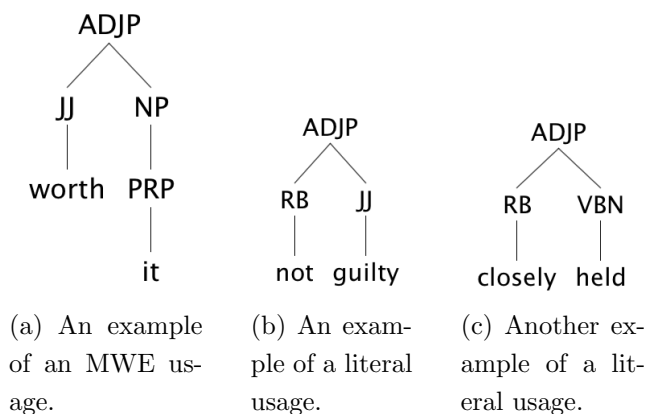 ADJP
JJ NP
worth PRP
it
(a) An example
of an MWE us-
age.
ADJP
RB JJ
not guilty
(b) An exam-
ple of a literal
usage.
ADJP
RB VBN
closely held
(c) Another ex-
ample of a lit-
eral usage.